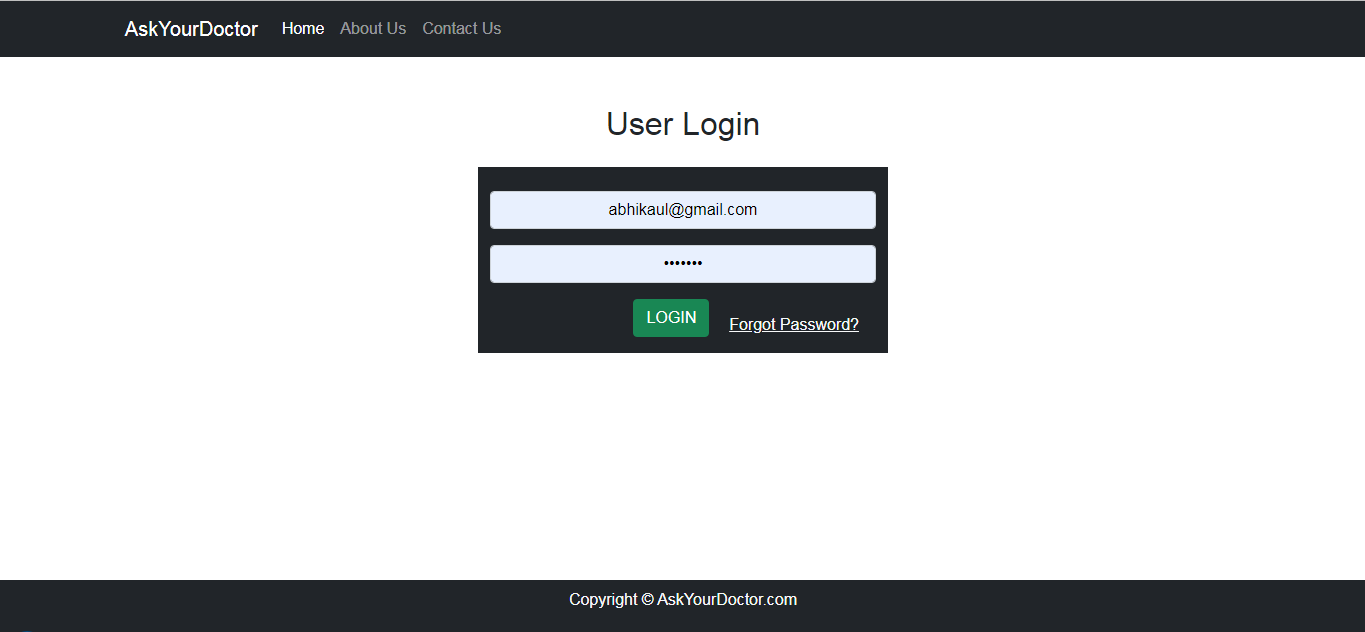 AskYourDoctor Home About Us Contact Us
User Login
abhikaul@gmail.com
•••••••
LOGIN Forgot Password?
Copyright © AskYourDoctor.com